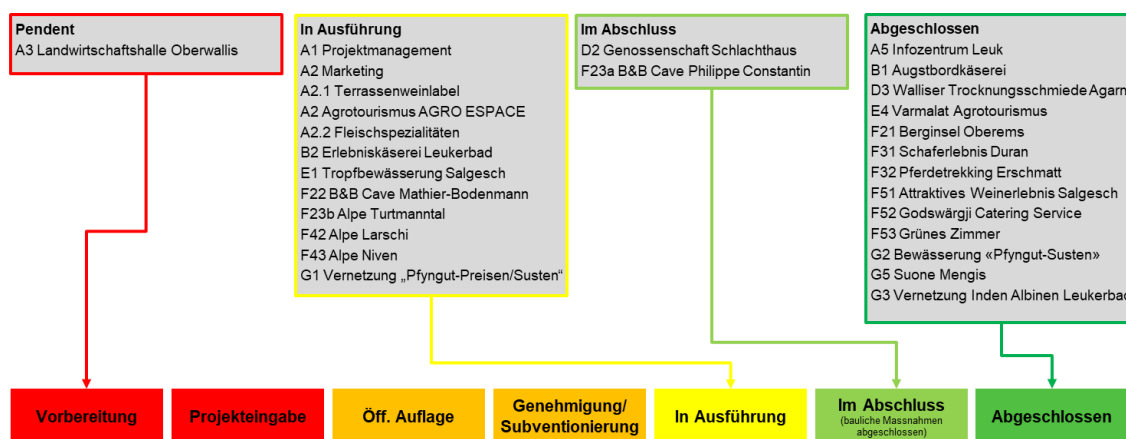 Pendent
A3 Landwirtschaftshalle Oberwallis
In Ausführung
A1 Projektmanagement
A2 Marketing
A2.1 Terrassenweinlabel
A2 Agrotourismus AGRO ESPACE
A2.2 Fleischspezialitäten
B2 Erlebniskäserei Leukerbad
E1 Tropfbewässerung Salgesch
F22 B&B Cave Mathier-Bodenmann
F23b Alpe Turtmanntal
F42 Alpe Larschi
F43 Alpe Niven
G1 Vernetzung „Pfyngut-Preisen/Susten“
Im Abschluss
D2 Genossenschaft Schlachthaus
F23a B&B Cave Philippe Constantin
Abgeschlossen
A5 Infozentrum Leuk
B1 Augstbordkäserei
D3 Walliser Trocknungsschmiede Agarn
E4 Varmalat Agrotourismus
F21 Berginsel Oberems
F31 Schaferlebnis Duran
F32 Pferdetrekking Erschmatt
F51 Attraktives Weinerlebnis Salgesch
F52 Godswärgji Catering Service
F53 Grünes Zimmer
G2 Bewässerung «Pfyngut-Susten»
G5 Suone Mengis
G3 Vernetzung Inden Albinen Leukerbad
Vorbereitung
Projekteingabe
Öff. Auflage
Genehmigung/
Subventionierung
In Ausführung
Im Abschluss
(bauliche Massnahmen
abgeschlossen)
Abgeschlossen